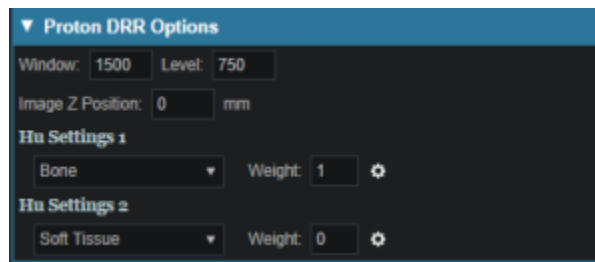 Proton DRR Options
Window: 1500 Level: 750
Image Z Position: 0 mm
Hu Settings 1
Bone Weight: 1
Hu Settings 2
Soft Tissue Weight: 0